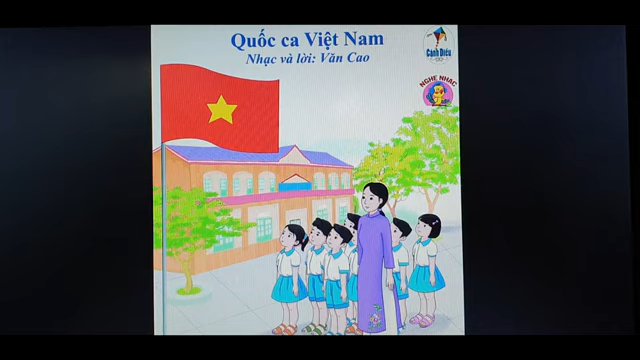 Quốc ca Việt Nam
Nhạc và lời: Văn Cao
Cánh Diều
NGHE NHẠC